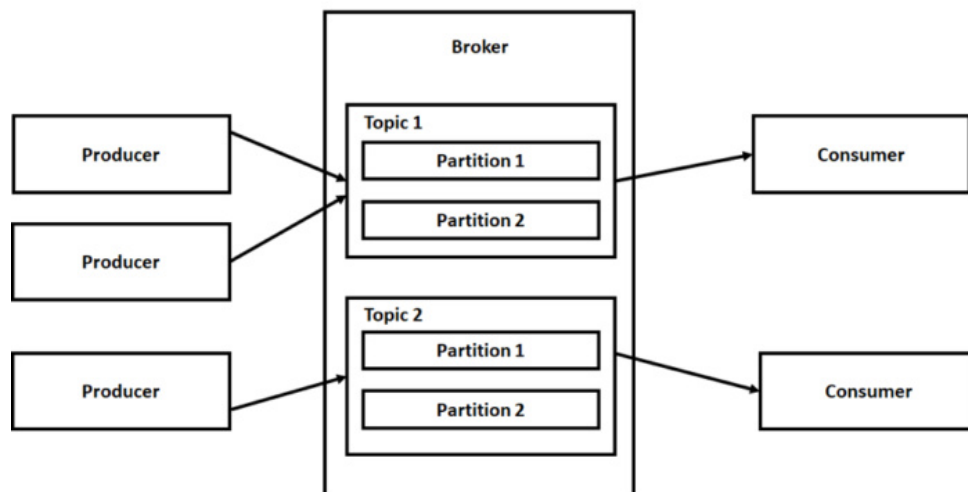 Broker
Producer
Producer
Producer
Topic 1
Partition 1
Partition 2
Topic 2
Partition 1
Partition 2
Consumer
Consumer